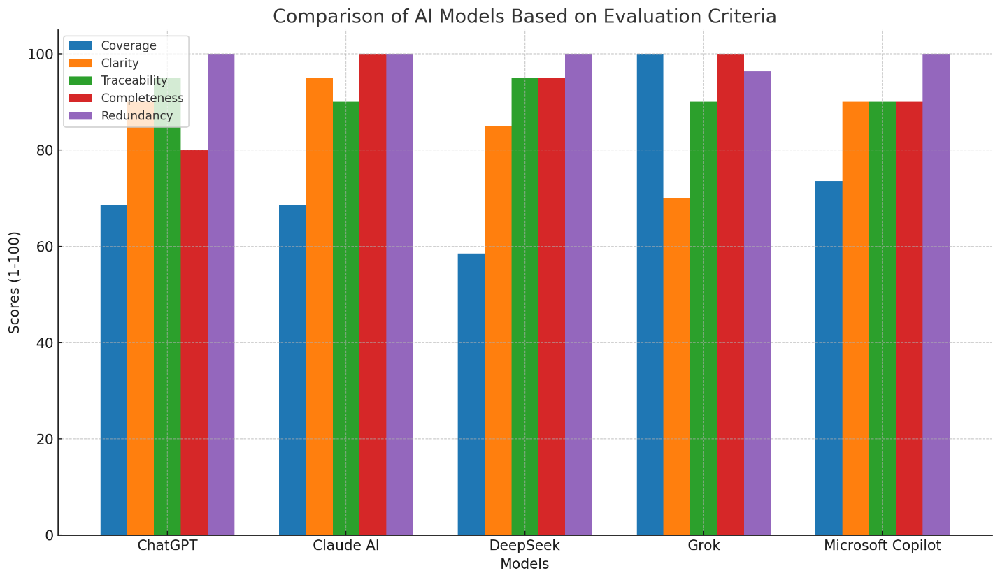 Comparison of AI Models Based on Evaluation Criteria
Coverage
Clarity
Traceability
Completeness
Redundancy
Scores (1-100)
100
80
60
40
20
0
ChatGPT Claude AI DeepSeek Grok Microsoft Copilot
Models